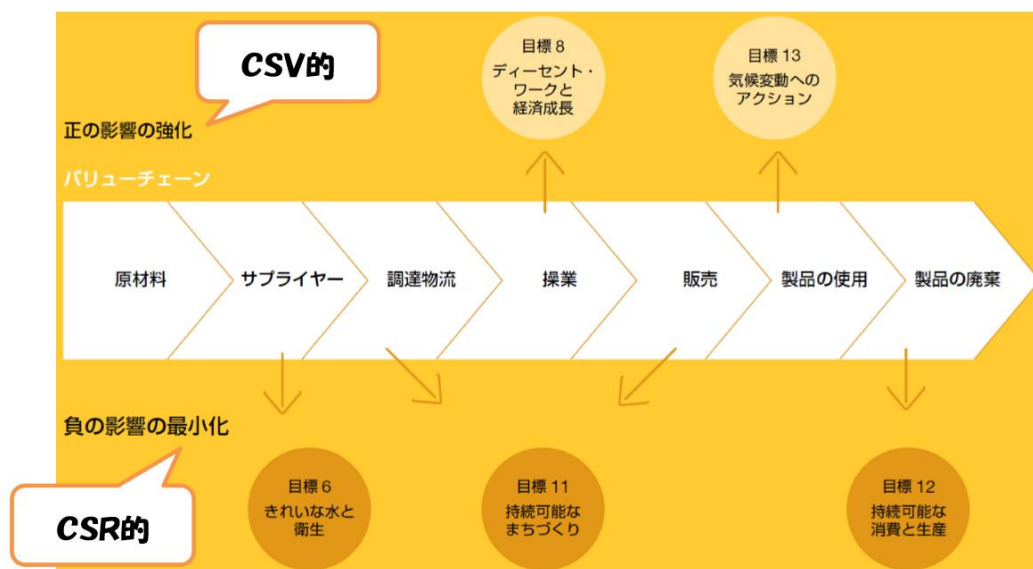 CSV的
目標 8
ディーセント・
ワークと
経済成長
目標 13
気候変動への
アクション
正の影響の強化
バリューチェーン
原材料
サプライヤー
調達物流
操業
販売
製品の使用
製品の廃棄
負の影響の最小化
CSR的
目標 6
きれいな水と
衛生
目標 11
持続可能な
まちづくり
目標 12
持続可能な
消費と生産